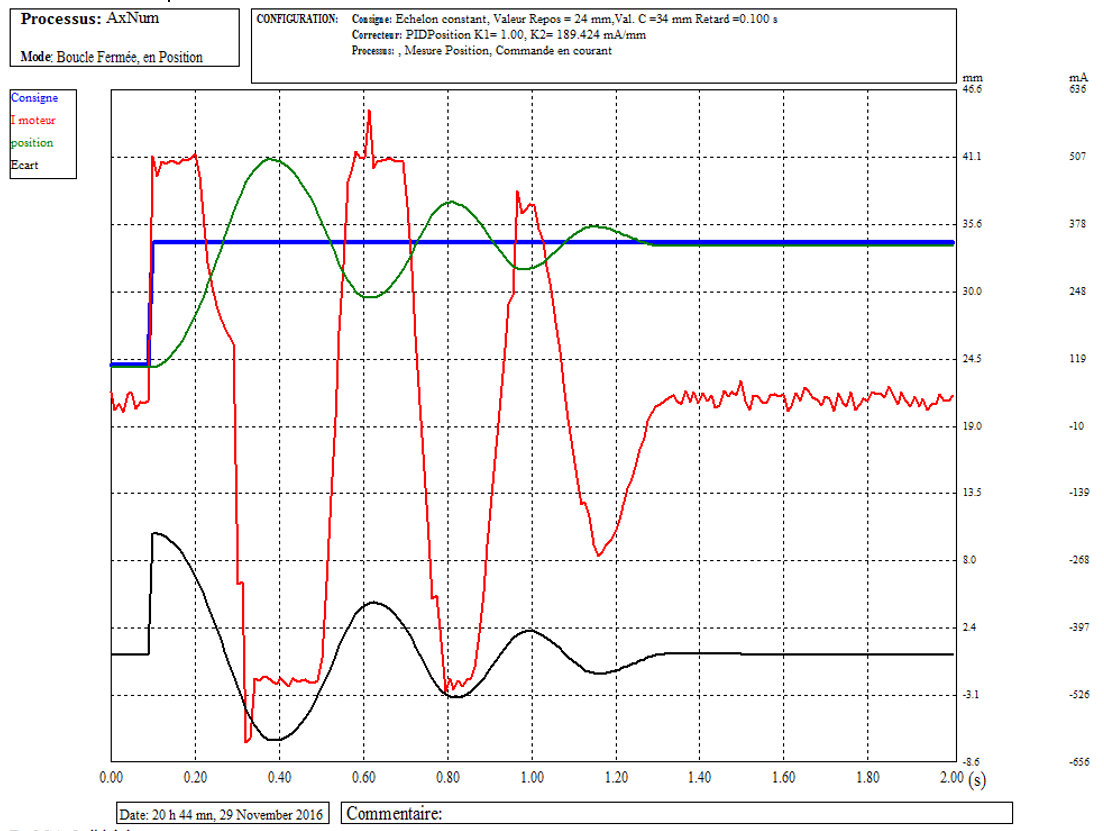 Processus: AxNum
Mode: Boucle Fermée, en Position
CONFIGURATION: Consigne: Echelon constant, Valeur Repos = 24 mm,Val. C =34 mm Retard =0.100 s
Correcteur: PIDPosition K1= 1.00, K2= 189.424 mA/mm
Processus: , Mesure Position, Commande en courant
Consigne
I moteur
position
Ecart
mm mA
46.6 636
41.1 507
35.6 378
30.0 248
24.5 119
19.0 -10
13.5 -139
8.0 -268
2.4 -397
-3.1 -526
-8.6 -656
0.00 0.20 0.40 0.60 0.80 1.00 1.20 1.40 1.60 1.80 2.00 (s)
Date: 20 h 44 mn, 29 November 2016 Commentaire: